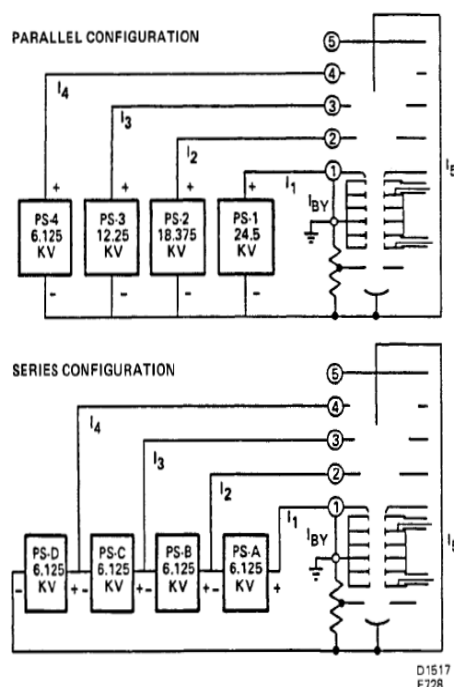 PARALLEL CONFIGURATION
5
4
I4
3
I3
2
I2
1
I1
I5
IBY
+ + + +
PS-4 PS-3 PS-2 PS-1
6.125 12.25 18.375 24.5
KV KV KV KV
− − − −
SERIES CONFIGURATION
5
4
I4
3
I3
2
I2
1
I1
I5
IBY
PS-D PS-C PS-B PS-A
6.125 6.125 6.125 6.125
KV KV KV KV
− + − + − + − +
D1517
E728